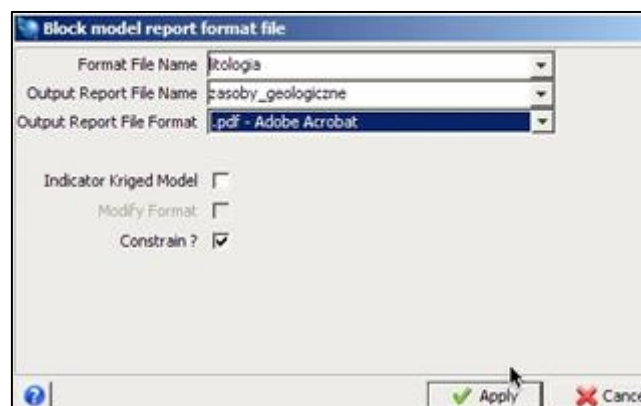 Block model report format file
Format File Name litologia
Output Report File Name zasoby_geologiczne
Output Report File Format .pdf - Adobe Acrobat
Indicator Kriged Model
Modify Format
Constrain ?
Apply Cance